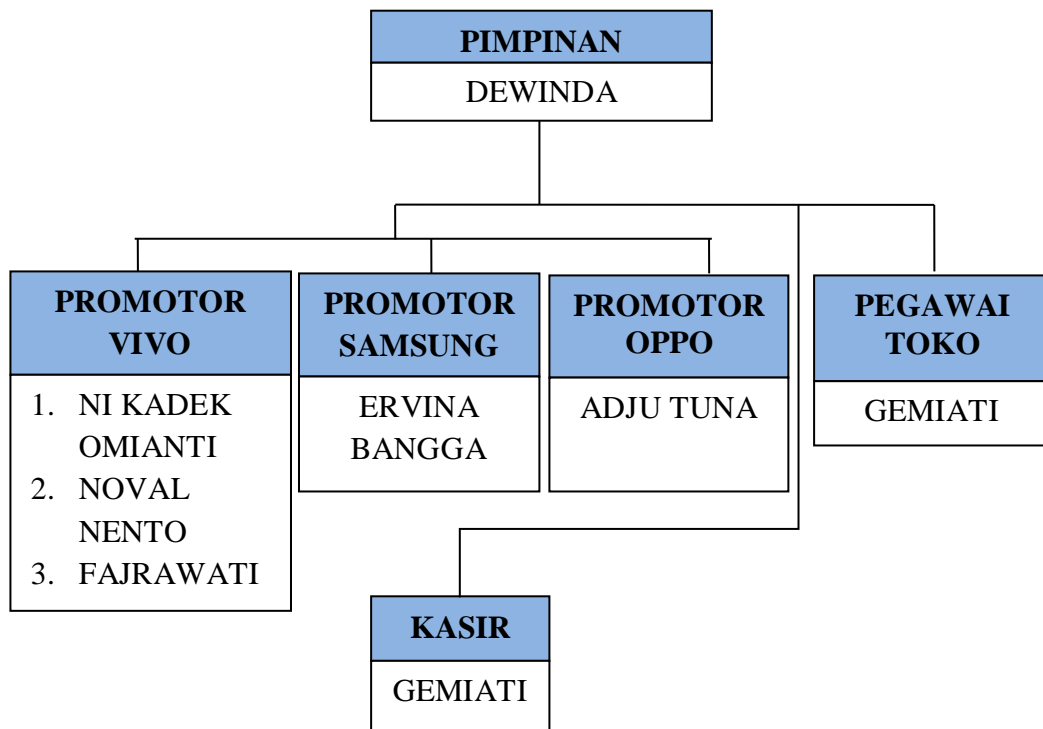 PIMPINAN
DEWINDA
PROMOTOR
VIVO
1. NI KADEK
OMIANTI
2. NOVAL
NENTO
3. FAJRAWATI
PROMOTOR
SAMSUNG
ERVINA
BANGGA
PROMOTOR
OPPO
ADJU TUNA
PEGAWAI
TOKO
GEMIATI
KASIR
GEMIATI